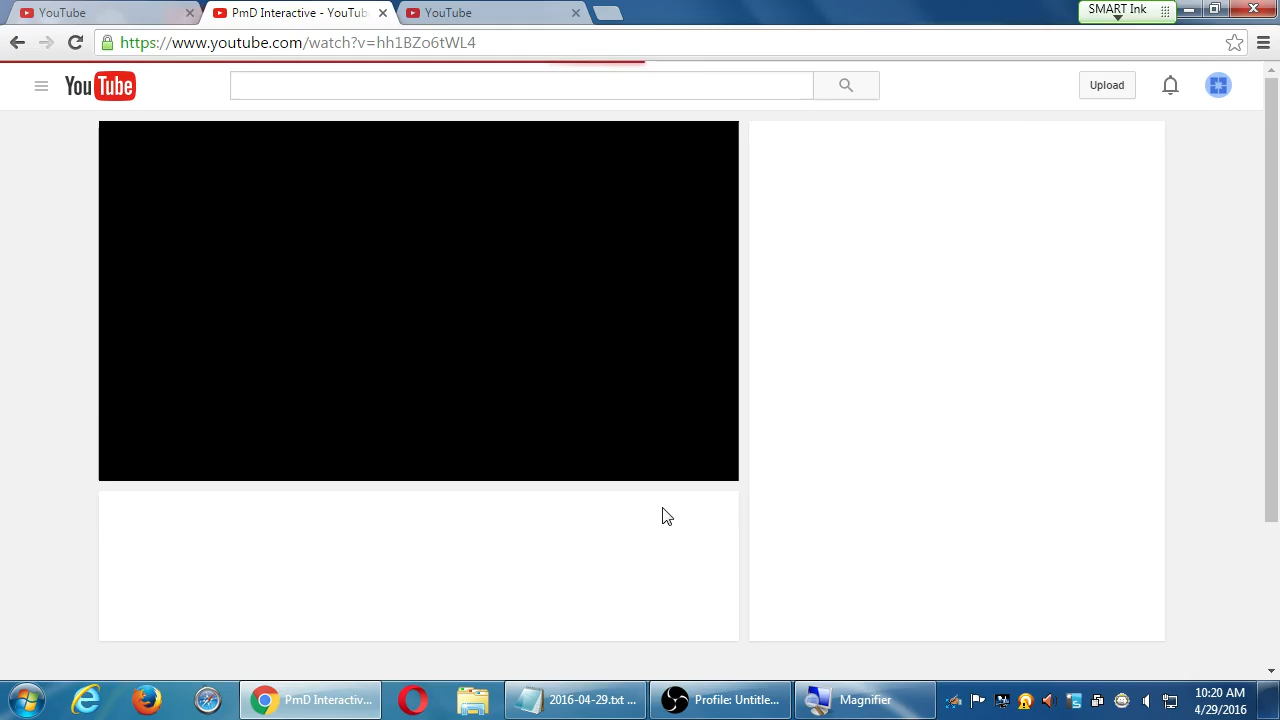 YouTube
PmD Interactive - YouTub
YouTube
SMART Ink
https://www.youtube.com/watch?v=hh1BZo6tWL4
YouTube
Upload
PmD Interactiv...
2016-04-29.txt ...
Profile: Untitle...
Magnifier
10:20 AM
4/29/2016